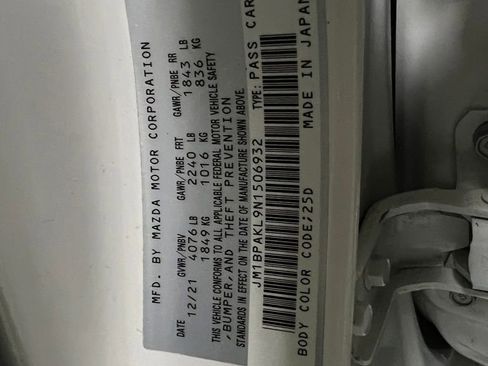 MFD. BY MAZDA MOTOR CORPORATION
DATE GVWR/PNBV GAWR/PNBE FRT GAWR/PNBE RR
12/21 4076 LB 2240 LB 1843 LB
1849 KG 1016 KG 836 KG
THIS VEHICLE CONFORMS TO ALL APPLICABLE FEDERAL MOTOR VEHICLE SAFETY
,BUMPER, AND THEFT PREVENTION
STANDARDS IN EFFECT ON THE DATE OF MANUFACTURE SHOWN ABOVE.
JM1BPAKL9N1506932 TYPE: PASS CAR
BODY COLOR CODE:25D MADE IN JAPAN